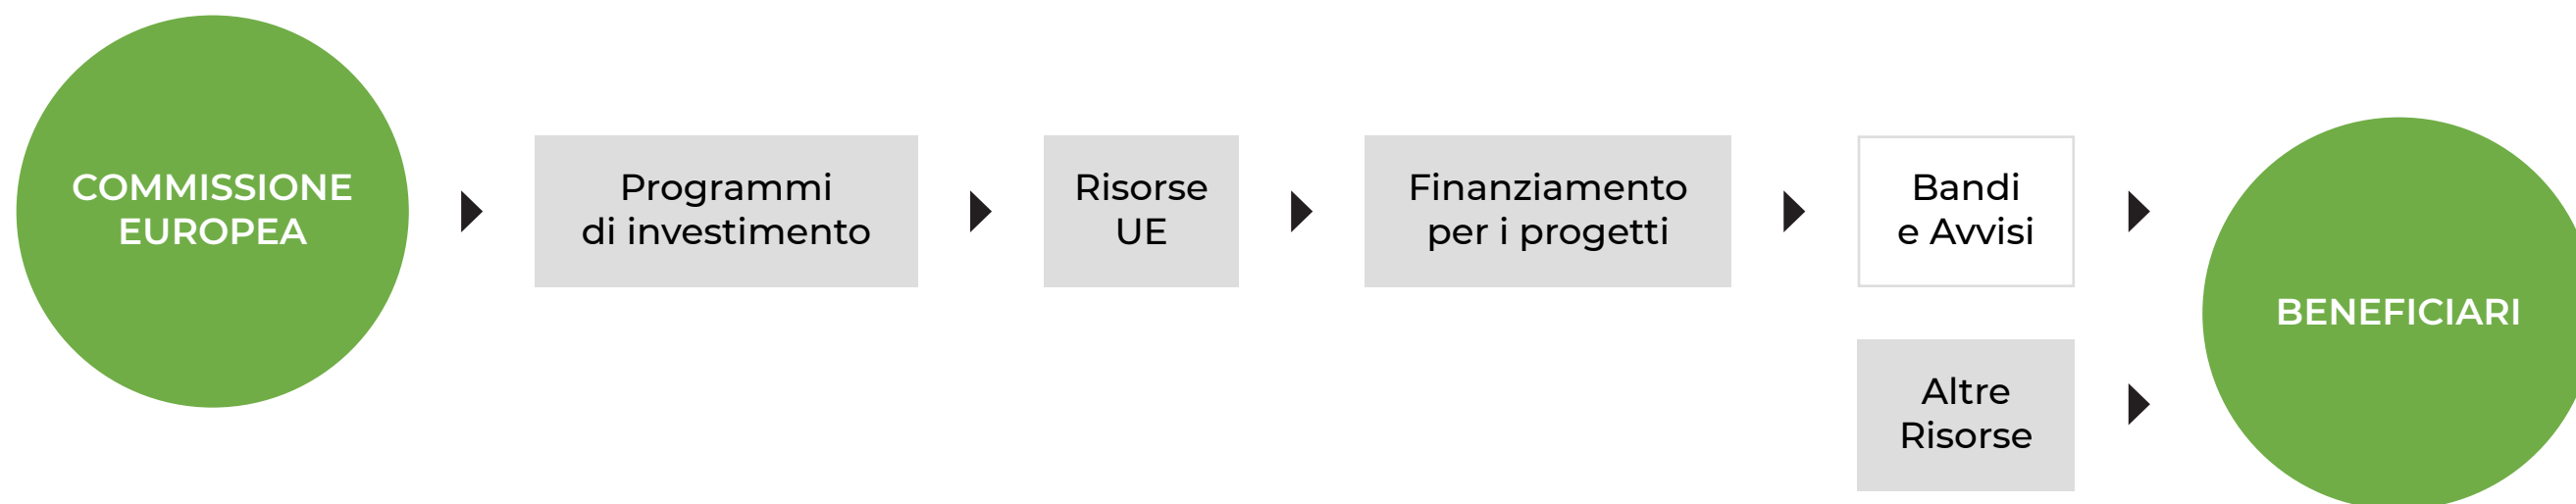 COMMISSIONE
EUROPEA
Programmi
di investimento
Risorse
UE
Finanziamento
per i progetti
Bandi
e Avvisi
Altre
Risorse
BENEFICIARI